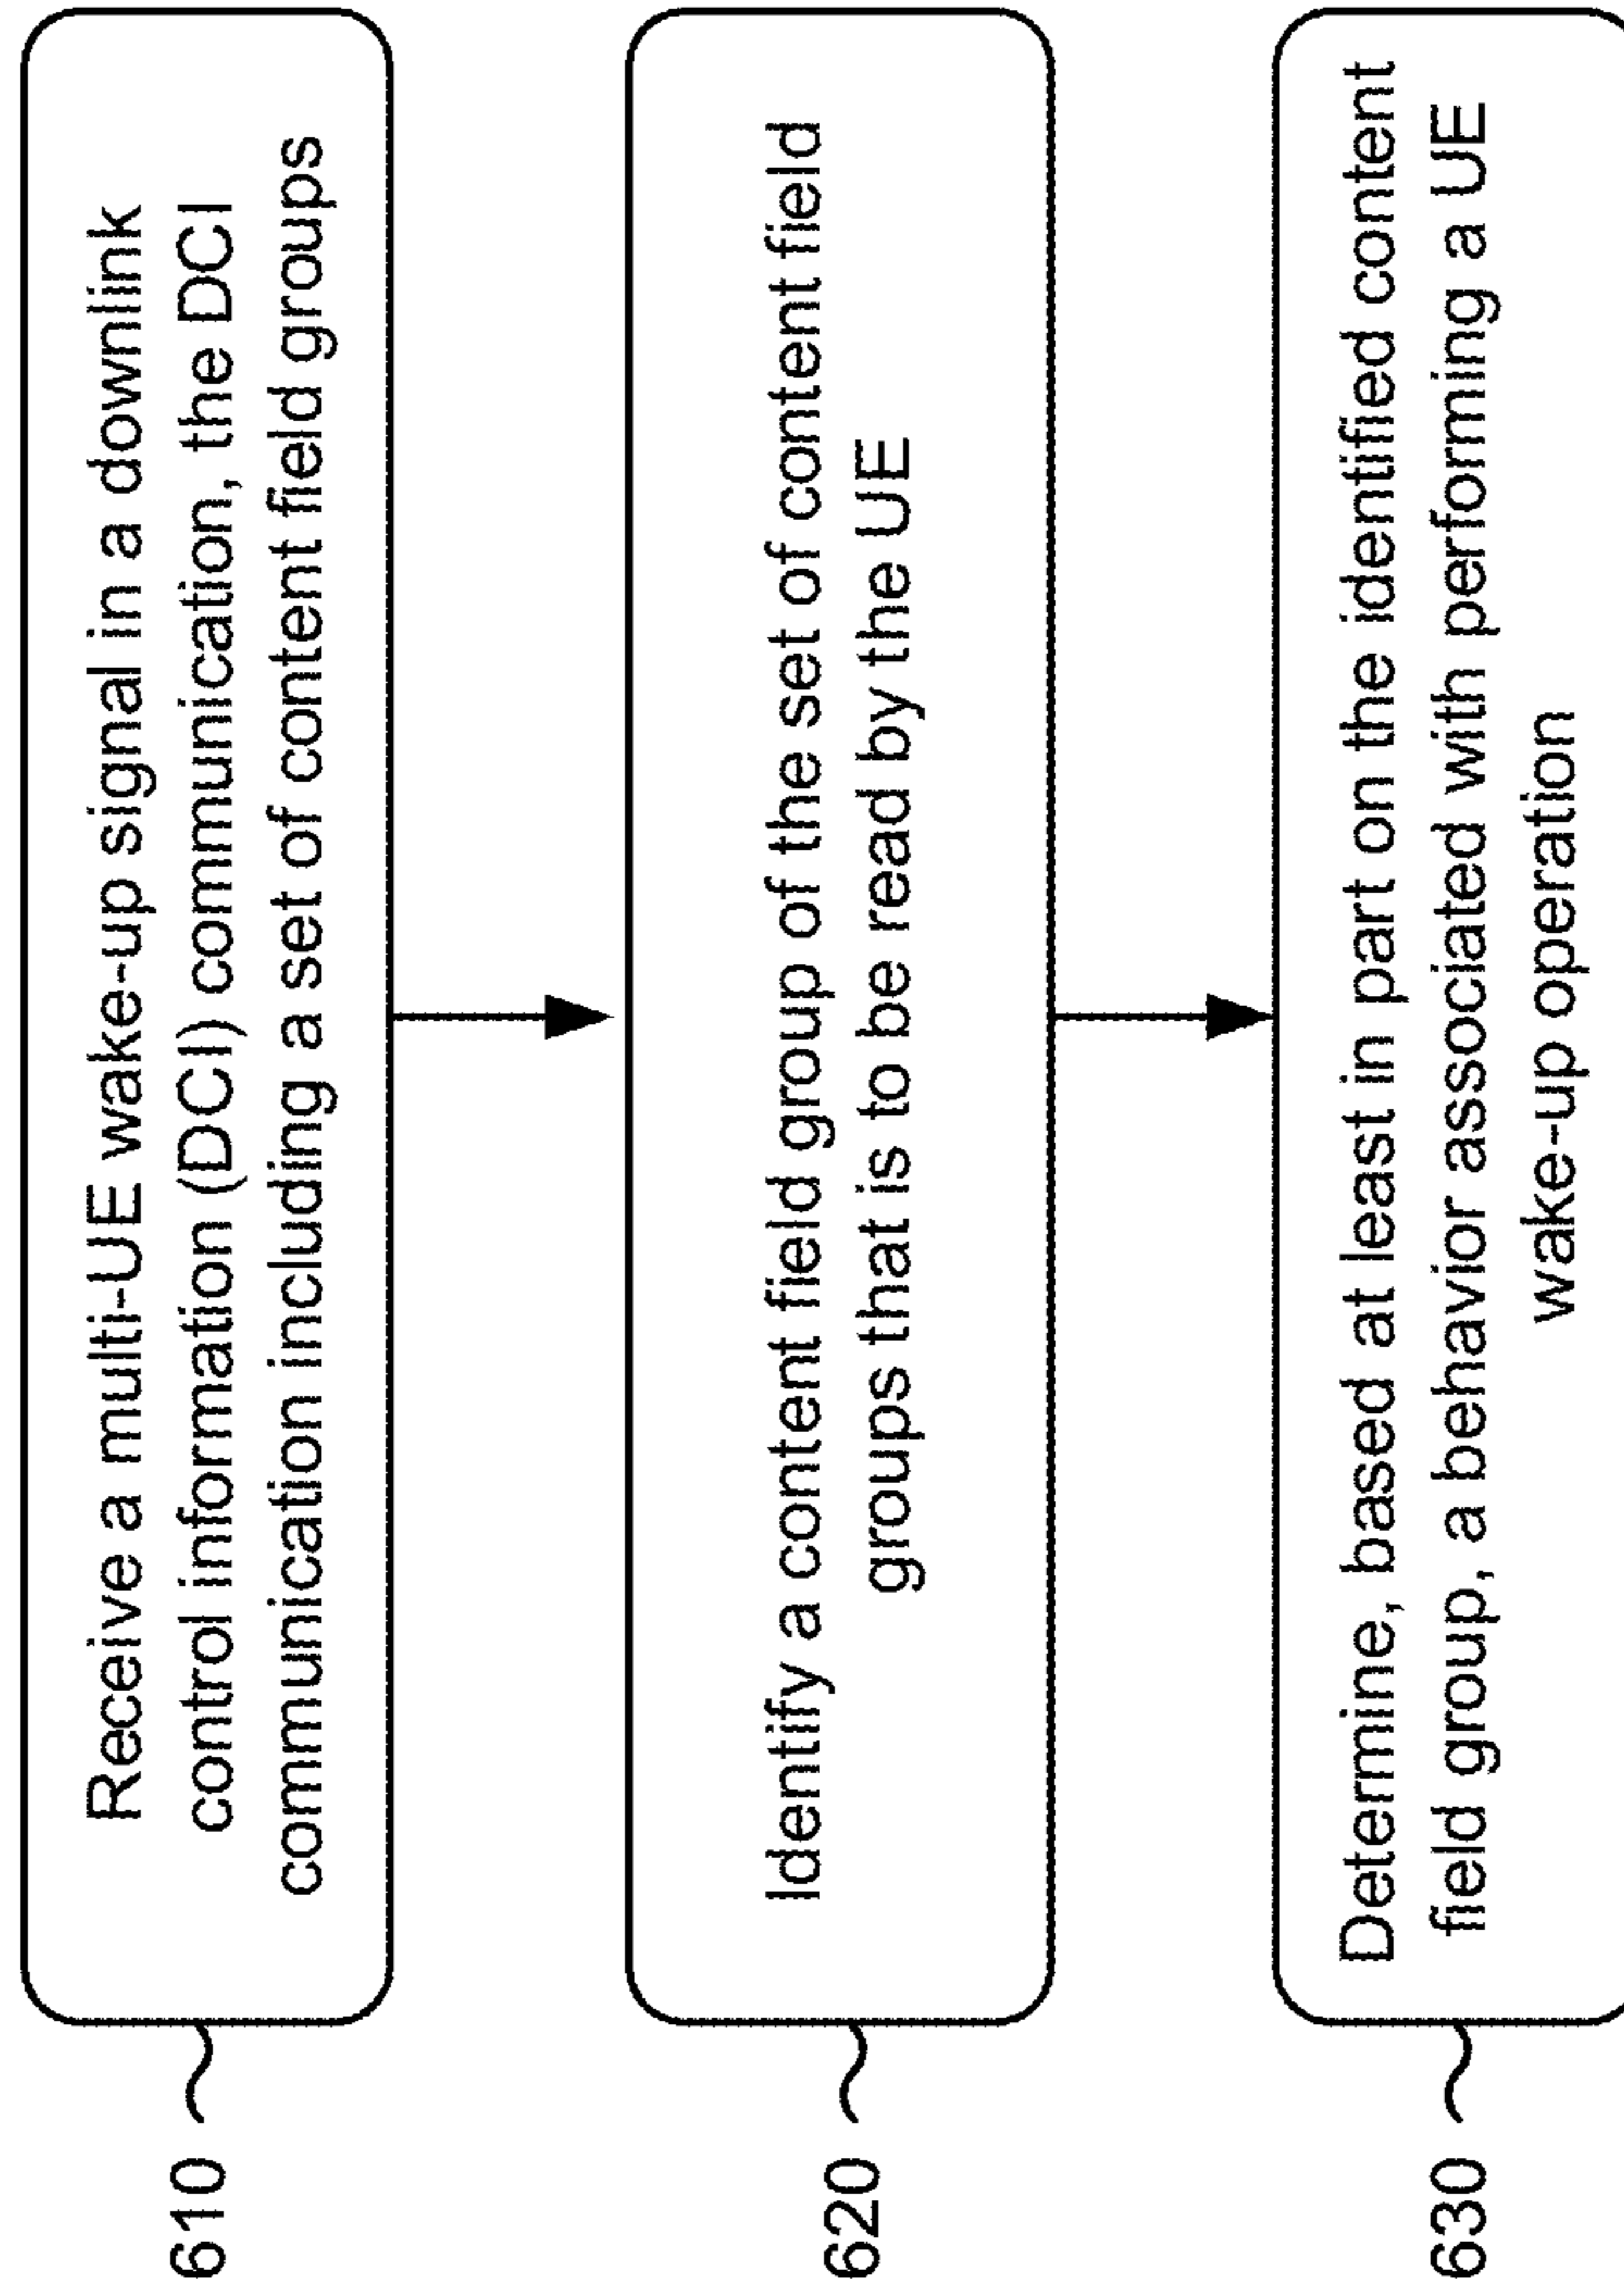 610
Receive a multi-UE wake-up signal in a downlink
control information (DCI) communication, the DCI
communication including a set of content field groups
620
Identify a content field group of the set of content field
groups that is to be read by the UE
630
Determine, based at least in part on the identified content
field group, a behavior associated with performing a UE
wake-up operation